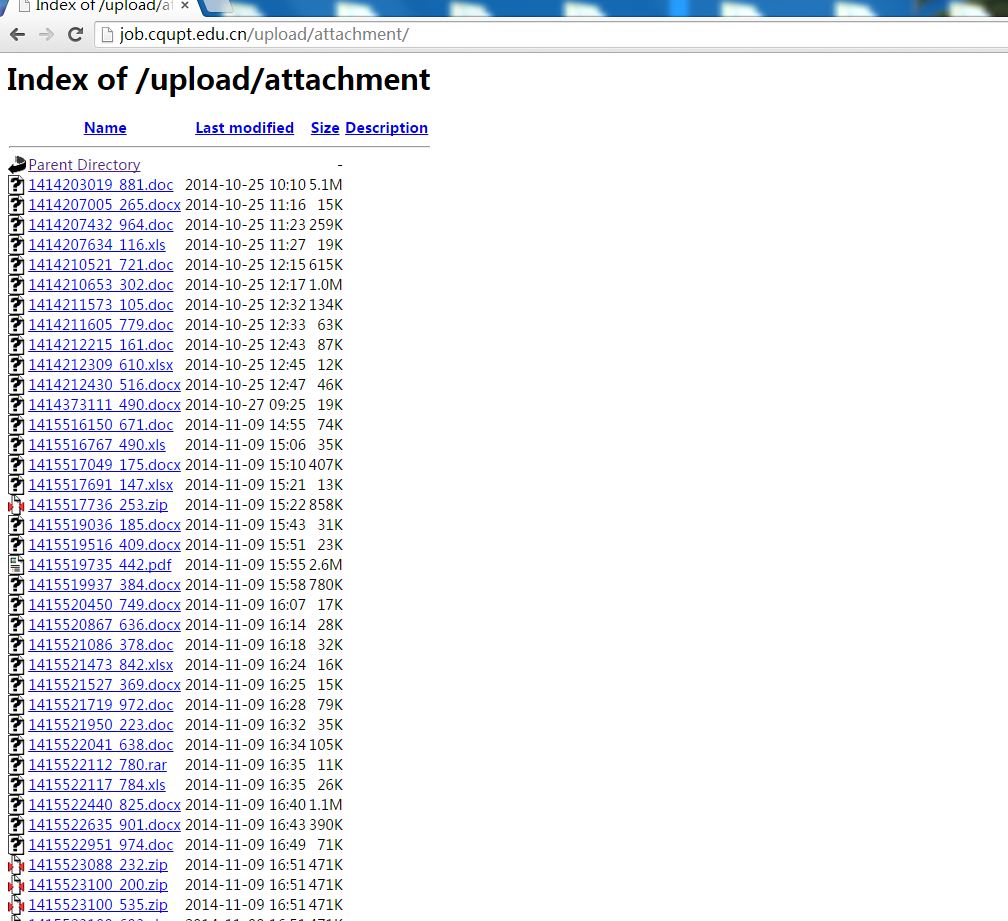 Index of /upload/at
job.cqupt.edu.cn/upload/attachment/
Index of /upload/attachment
Name Last modified Size Description
Parent Directory -
1414203019_881.doc 2014-10-25 10:10 5.1M
1414207005_265.docx 2014-10-25 11:16 15K
1414207432_964.doc 2014-10-25 11:23 259K
1414207634_116.xls 2014-10-25 11:27 19K
1414210521_721.doc 2014-10-25 12:15 615K
1414210653_302.doc 2014-10-25 12:17 1.0M
1414211573_105.doc 2014-10-25 12:32 134K
1414211605_779.doc 2014-10-25 12:33 63K
1414212215_161.doc 2014-10-25 12:43 87K
1414212309_610.xlsx 2014-10-25 12:45 12K
1414212430_516.docx 2014-10-25 12:47 46K
1414373111_490.docx 2014-10-27 09:25 19K
1415516150_671.doc 2014-11-09 14:55 74K
1415516767_490.xls 2014-11-09 15:06 35K
1415517049_175.docx 2014-11-09 15:10 407K
1415517691_147.xlsx 2014-11-09 15:21 13K
1415517736_253.zip 2014-11-09 15:22 858K
1415519036_185.docx 2014-11-09 15:43 31K
1415519516_409.docx 2014-11-09 15:51 23K
1415519735_442.pdf 2014-11-09 15:55 2.6M
1415519937_384.docx 2014-11-09 15:58 780K
1415520450_749.docx 2014-11-09 16:07 17K
1415520867_636.docx 2014-11-09 16:14 28K
1415521086_378.doc 2014-11-09 16:18 32K
1415521473_842.xlsx 2014-11-09 16:24 16K
1415521527_369.docx 2014-11-09 16:25 15K
1415521719_972.doc 2014-11-09 16:28 79K
1415521950_223.doc 2014-11-09 16:32 35K
1415522041_638.doc 2014-11-09 16:34 105K
1415522112_780.rar 2014-11-09 16:35 11K
1415522117_784.xls 2014-11-09 16:35 26K
1415522440_825.docx 2014-11-09 16:40 1.1M
1415522635_901.docx 2014-11-09 16:43 390K
1415522951_974.doc 2014-11-09 16:49 71K
1415523088_232.zip 2014-11-09 16:51 471K
1415523100_200.zip 2014-11-09 16:51 471K
1415523100_535.zip 2014-11-09 16:51 471K